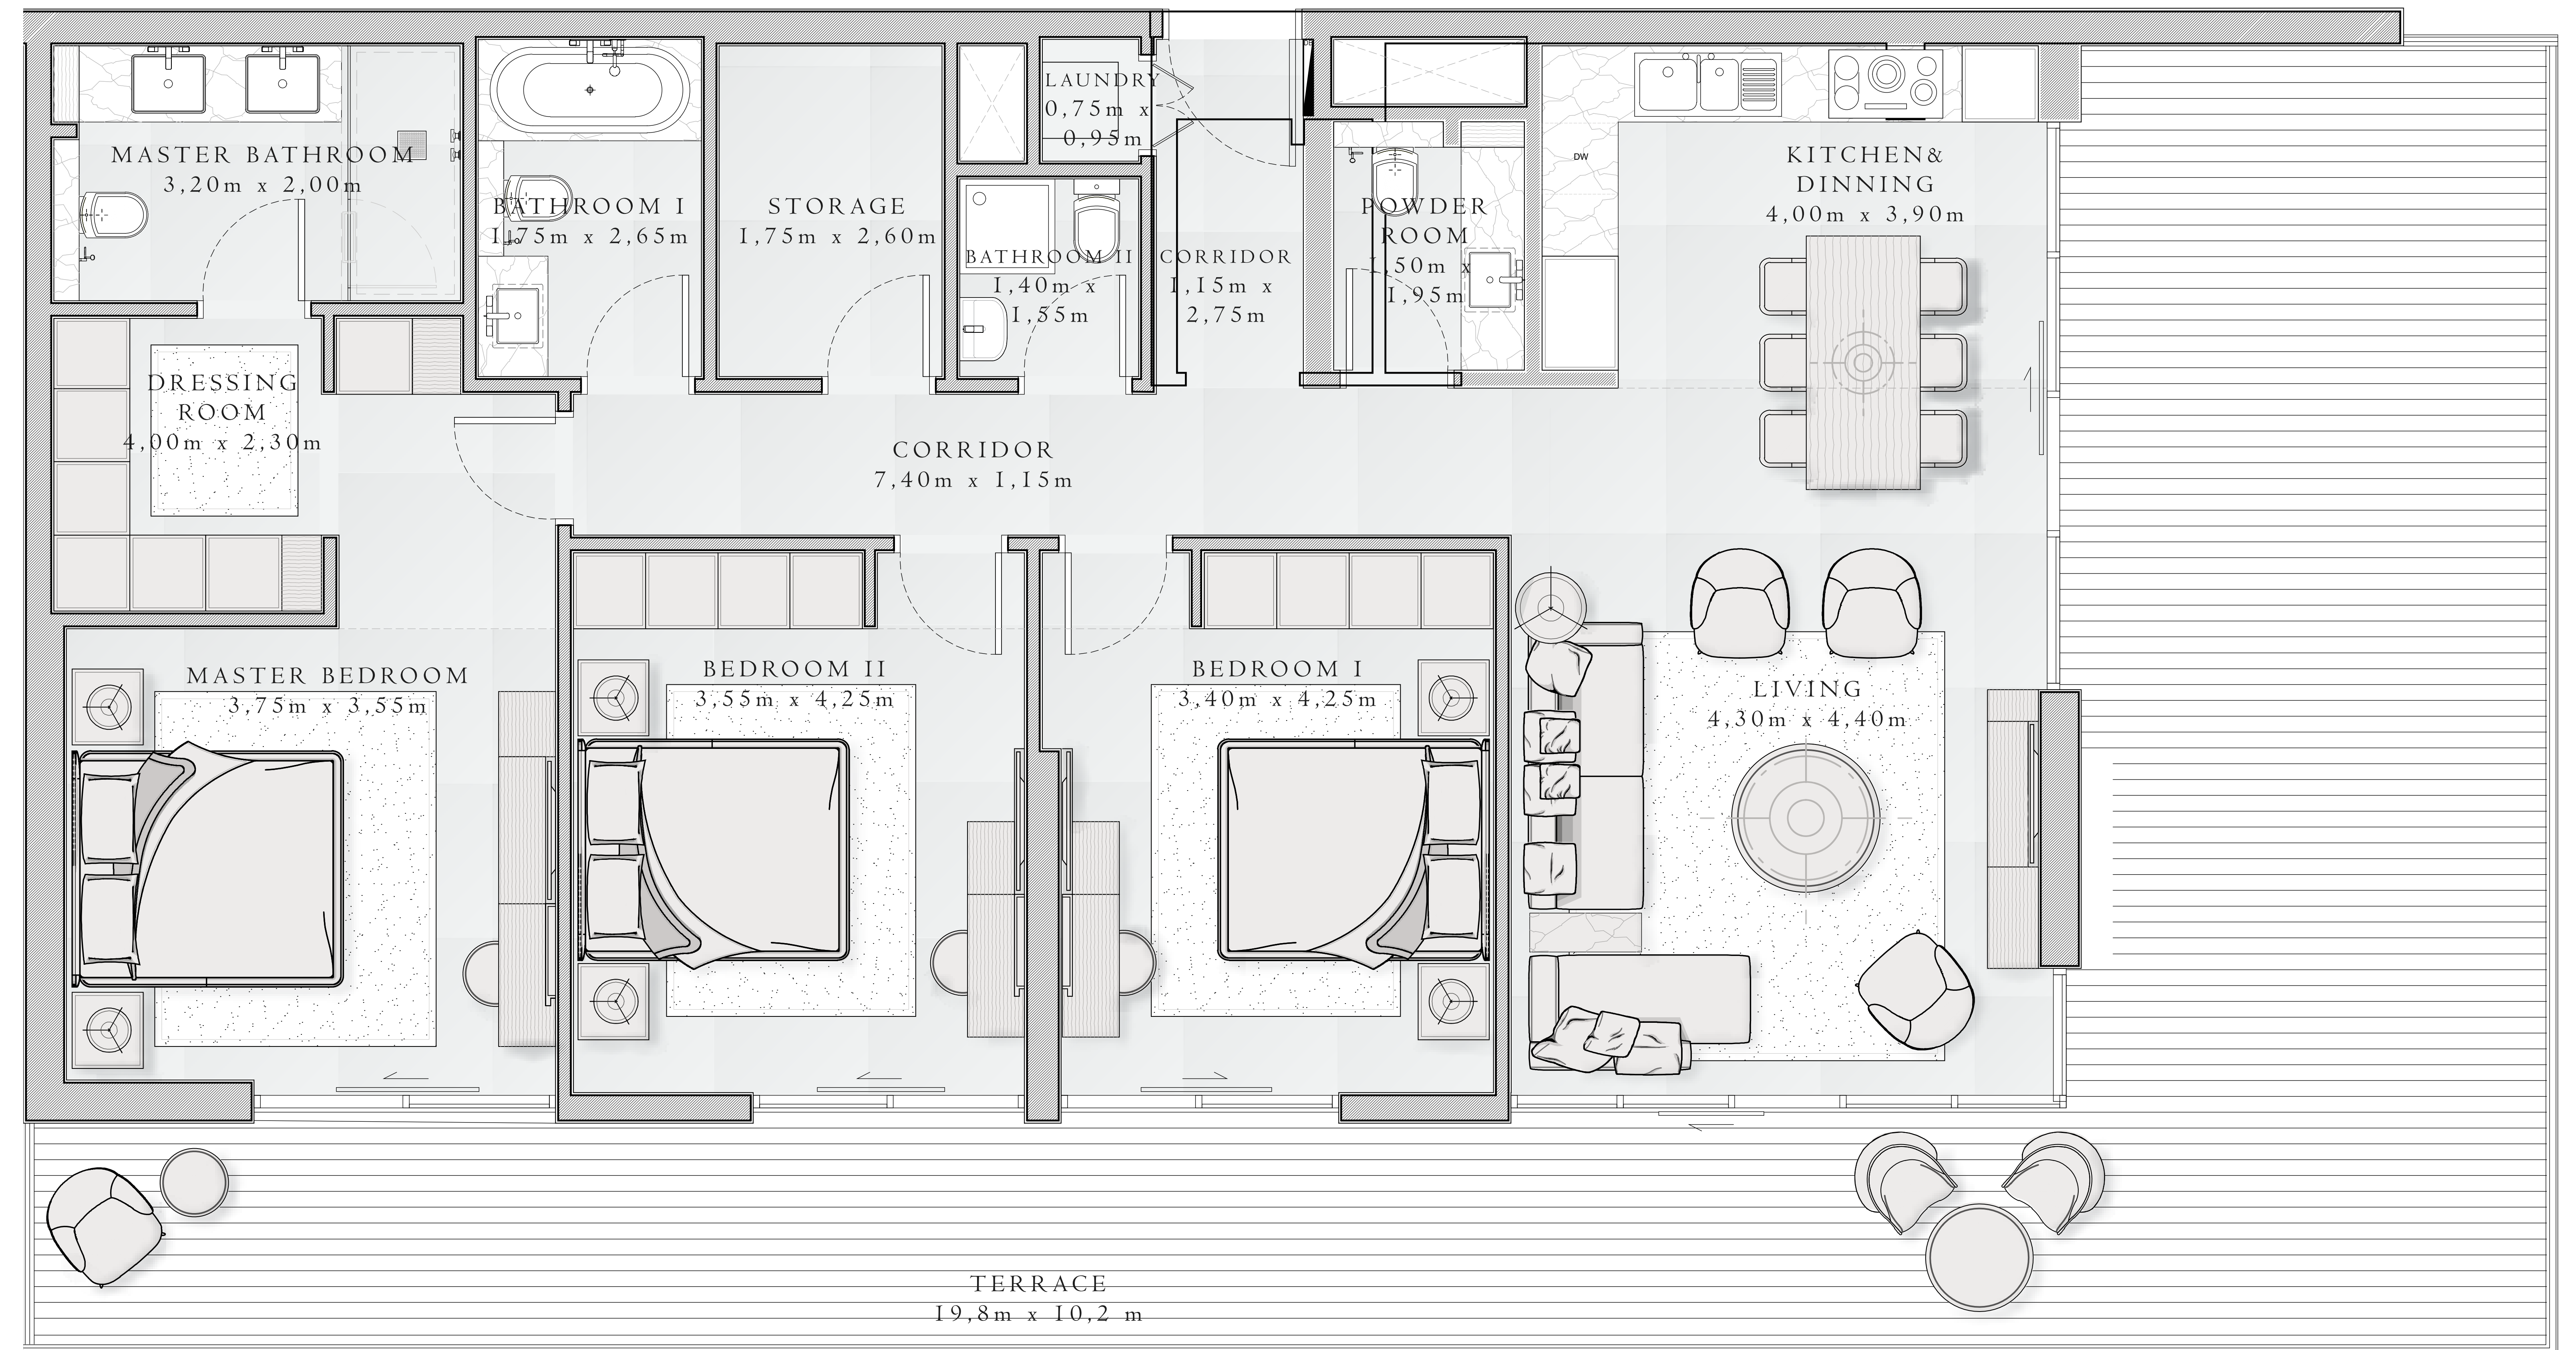 LAUNDRY
0,75m x
0,95m
MASTER BATHROOM
3,20m x 2,00m
BATHROOM I
1,75m x 2,65m
STORAGE
1,75m x 2,60m
BATHROOM II
1,40m x
1,55m
CORRIDOR
1,15m x
2,75m
POWDER
ROOM
1,50m x
1,95m
DW
KITCHEN&
DINNING
4,00m x 3,90m
DRESSING
ROOM
4,00m x 2,30m
CORRIDOR
7,40m x 1,15m
MASTER BEDROOM
3,75m x 3,55m
BEDROOM II
3,55m x 4,25m
BEDROOM I
3,40m x 4,25m
LIVING
4,30m x 4,40m
TERRACE
19,8m x 10,2 m